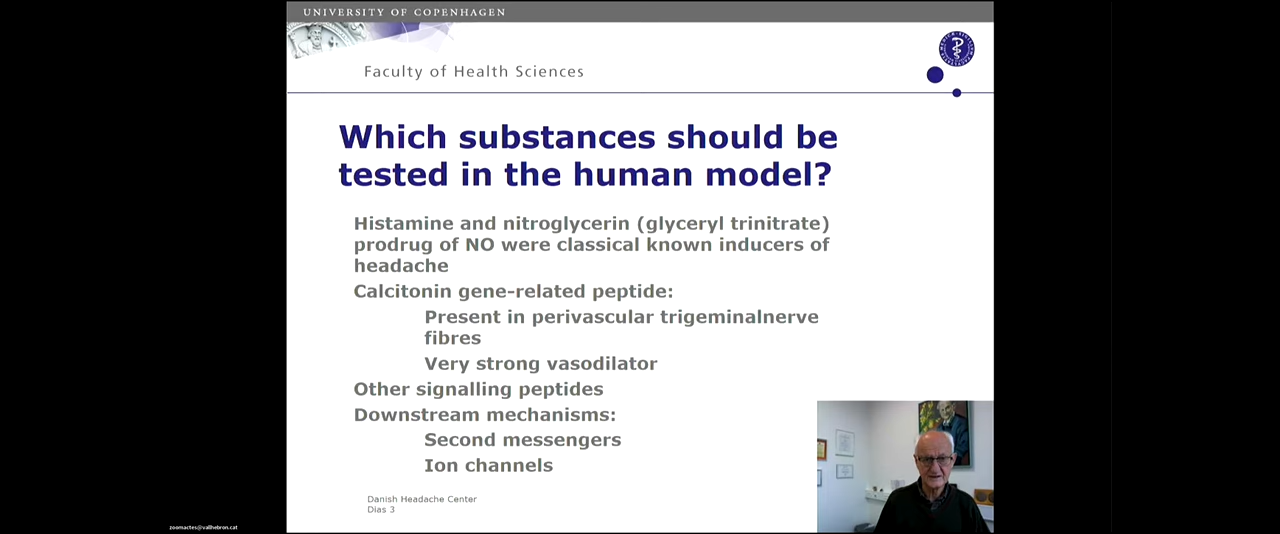 UNIVERSITY OF COPENHAGEN
Faculty of Health Sciences
Which substances should be
tested in the human model?
Histamine and nitroglycerin (glyceryl trinitrate)
prodrug of NO were classical known inducers of
headache
Calcitonin gene-related peptide:
Present in perivascular trigeminalnerve
fibres
Very strong vasodilator
Other signalling peptides
Downstream mechanisms:
Second messengers
Ion channels
Danish Headache Center
Dias 3
zoomactes@vallhebron.cat